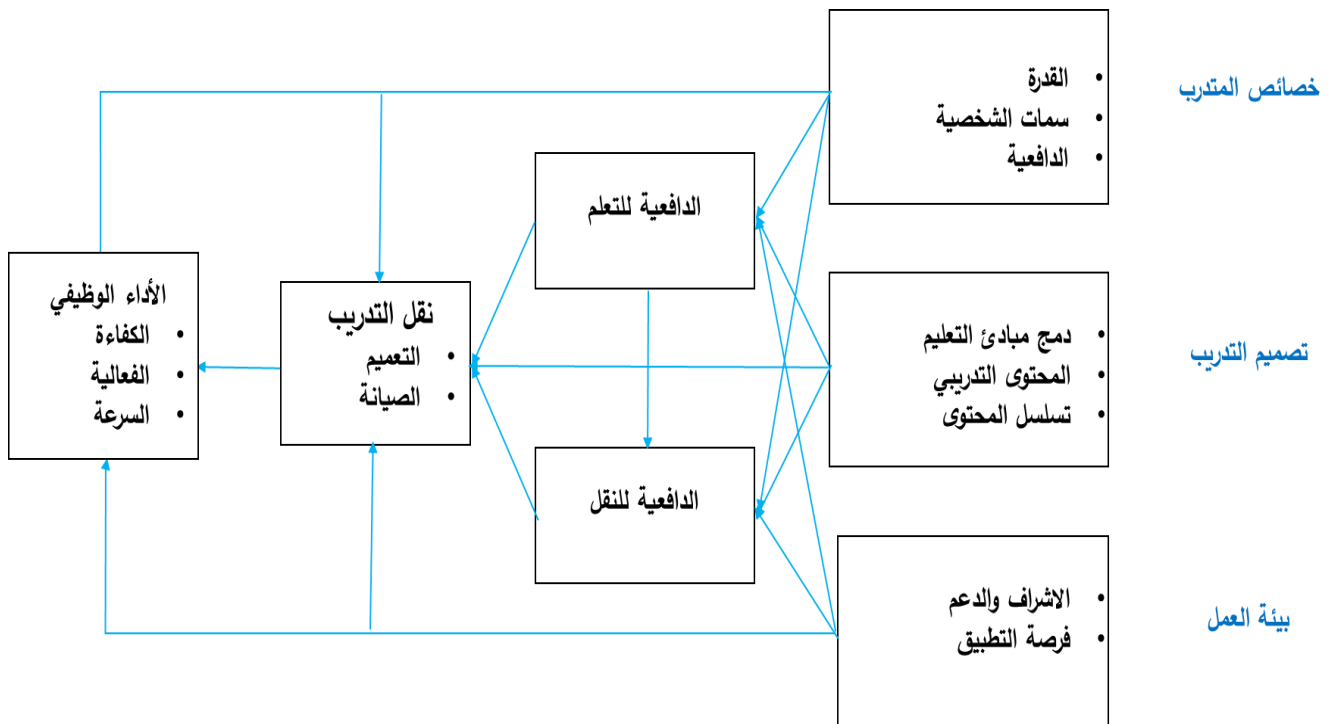 خصائص المتدرب
• القدرة
• سمات الشخصية
• الدافعية
تصميم التدريب
• دمج مبادئ التعليم
• المحتوى التدريبي
• تسلسل المحتوى
بيئة العمل
• الاشراف والدعم
• فرصة التطبيق
الدافعية للتعلم
الدافعية للنقل
نقل التدريب
• التعميم
• الصيانة
الأداء الوظيفي
• الكفاءة
• الفعالية
• السرعة